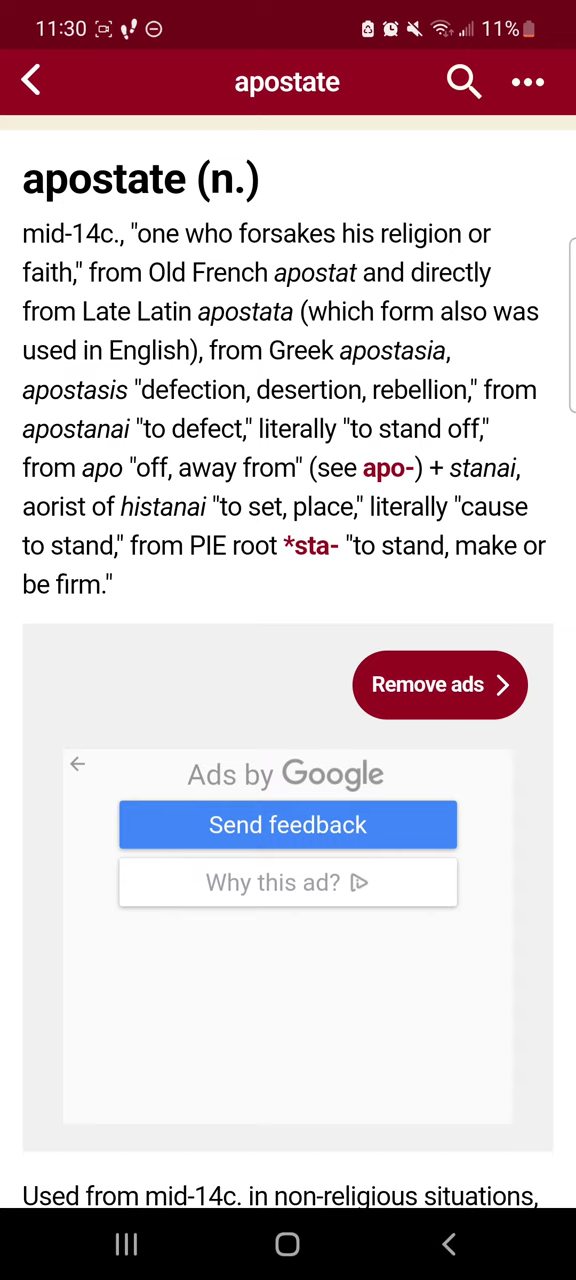 11:30 11%
apostate
apostate (n.)
mid-14c., "one who forsakes his religion or
faith," from Old French apostat and directly
from Late Latin apostata (which form also was
used in English), from Greek apostasia,
apostasis "defection, desertion, rebellion," from
apostanai "to defect," literally "to stand off,"
from apo "off, away from" (see apo-) + stanai,
aorist of histanai "to set, place," literally "cause
to stand," from PIE root *sta- "to stand, make or
be firm."
Remove ads
Ads by Google
Send feedback
Why this ad?
Used from mid-14c. in non-religious situations,